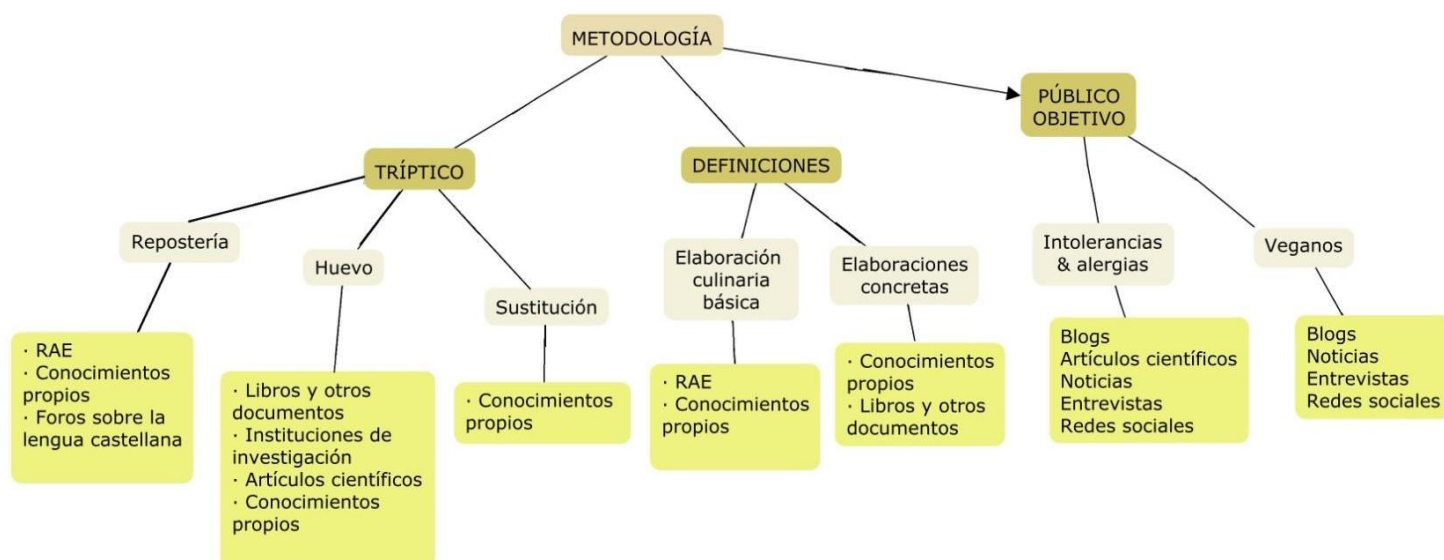 METODOLOGÍA
PÚBLICO
OBJETIVO
TRÍPTICO
DEFINICIONES
Repostería
Huevo
Sustitución
Elaboración
culinaria
básica
Elaboraciones
concretas
Intolerancias
& alergias
Veganos
· RAE
· Conocimientos
propios
· Foros sobre la
lengua castellana
· Libros y otros
documentos
· Instituciones de
investigación
· Artículos científicos
· Conocimientos
propios
· Conocimientos
propios
· RAE
· Conocimientos
propios
· Conocimientos
propios
· Libros y otros
documentos
Blogs
Artículos científicos
Noticias
Entrevistas
Redes sociales
Blogs
Noticias
Entrevistas
Redes sociales